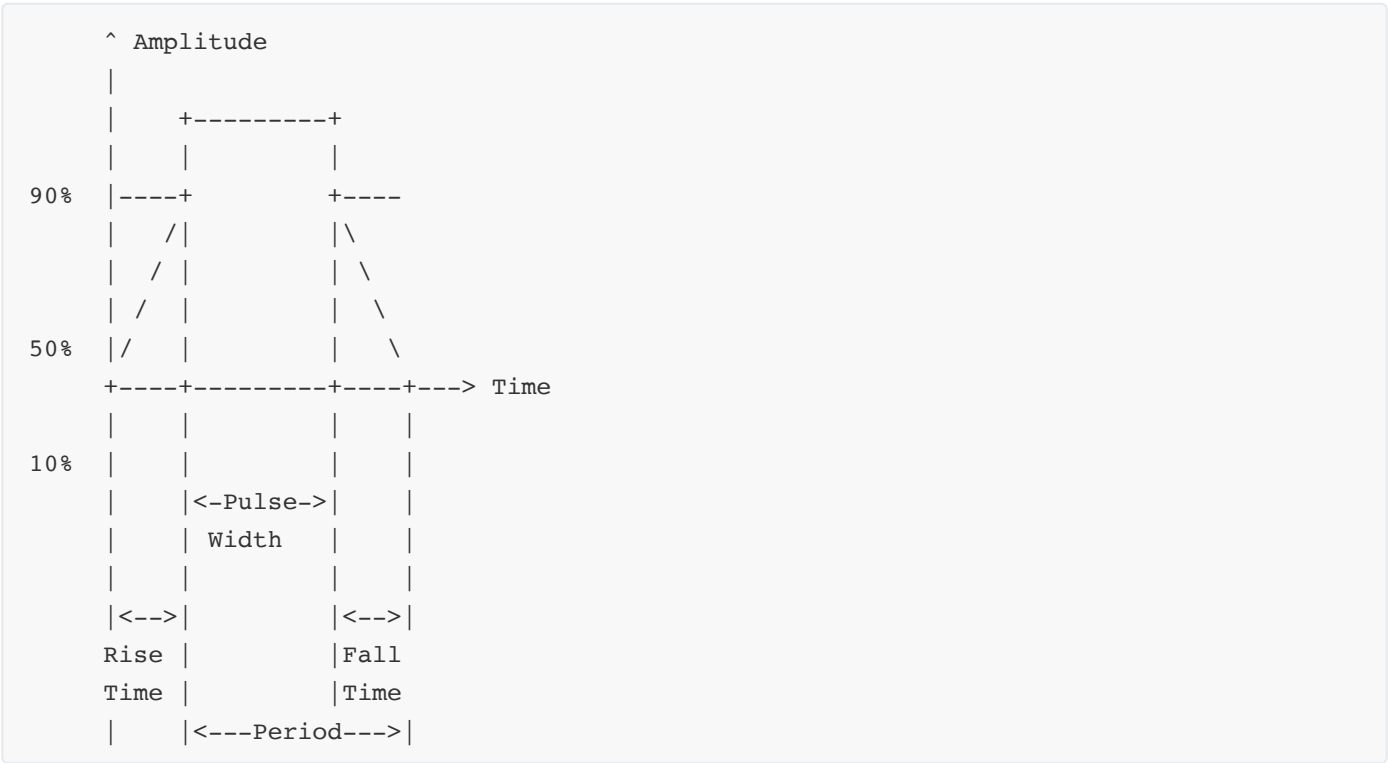 ^ Amplitude
     |
     |    +---------+
     |    |         |
90%  |----+         +----
     |   /|         |\
     |  / |         | \
     | /  |         |  \
50%  |/   |         |   \
     +----+---------+----+---> Time
     |    |         |    |
10%  |    |         |    |
     |    |<-Pulse->|    |
     |    | Width   |    |
     |    |         |    |
     |<-->|         |<-->|
     Rise |         |Fall
     Time |         |Time
     |    |<---Period--->|